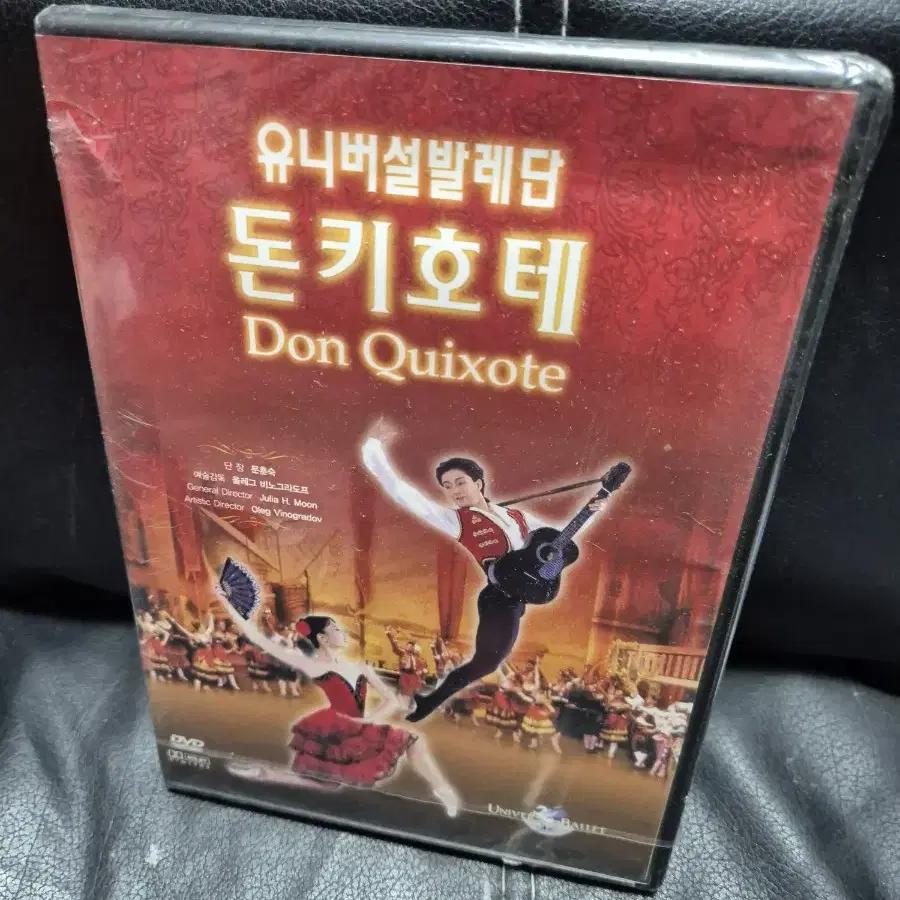 유니버설발레단
돈키호테
Don Quixote
단 장 문훈숙
예술감독 올레그 비노그라도프
General Director Julia H. Moon
Artistic Director Oleg Vinogradov
DVD
BALLET